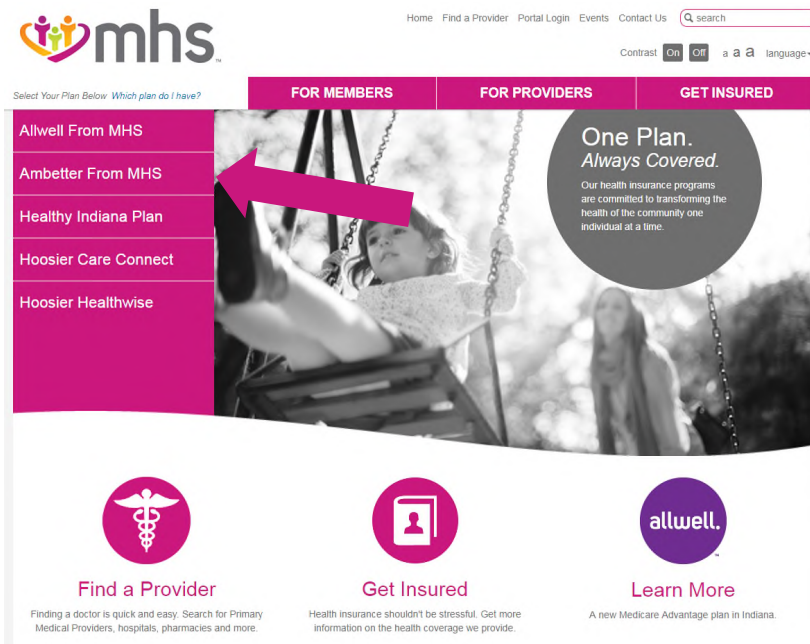 mhs
TM
Home Find a Provider Portal Login Events Contact Us search
Contrast On Off a a a language
Select Your Plan Below Which plan do I have?
FOR MEMBERS FOR PROVIDERS GET INSURED
Allwell From MHS
Ambetter From MHS
Healthy Indiana Plan
Hoosier Care Connect
Hoosier Healthwise
One Plan.
Always Covered.
Our health insurance programs
are committed to transforming the
health of the community one
individual at a time.
allwell.
TM
Find a Provider
Finding a doctor is quick and easy. Search for Primary
Medical Providers, hospitals, pharmacies and more.
Get Insured
Health insurance shouldn't be stressful. Get more
information on the health coverage we provide.
Learn More
A new Medicare Advantage plan in Indiana.